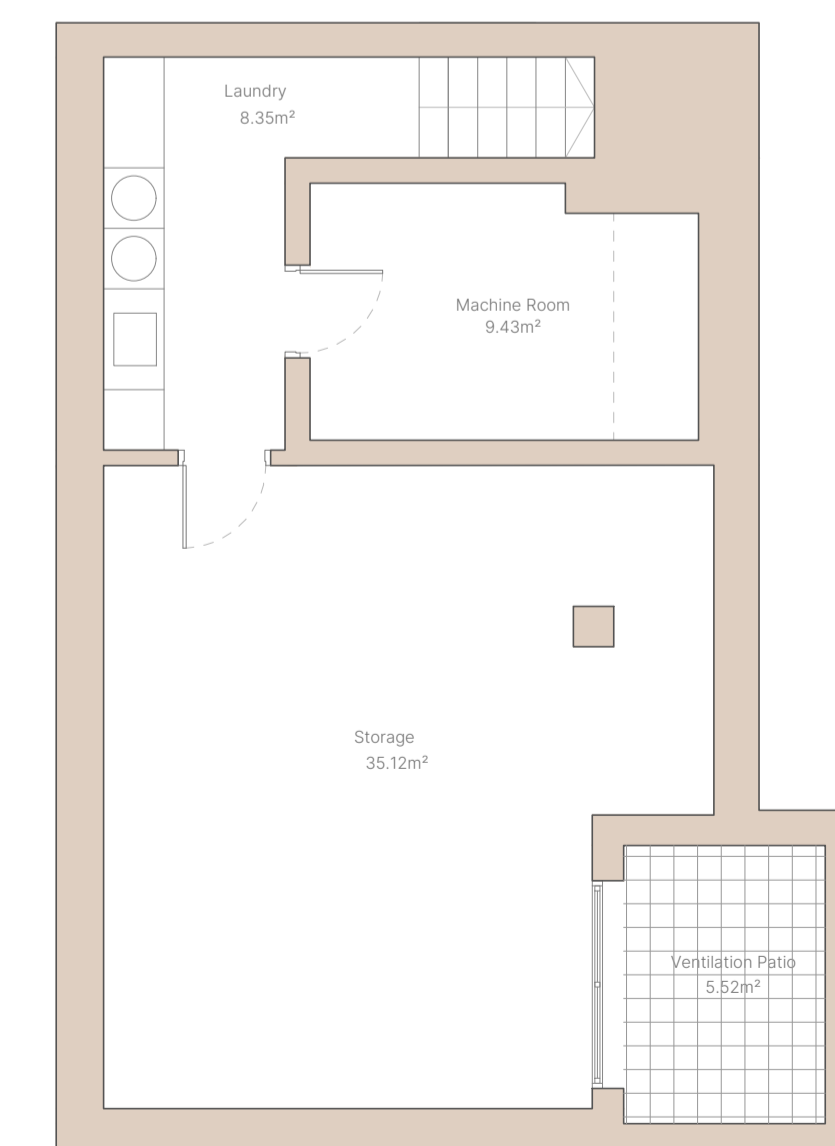 Laundry
8.35m²
Machine Room
9.43m²
Storage
35.12m²
Ventilation Patio
5.52m²